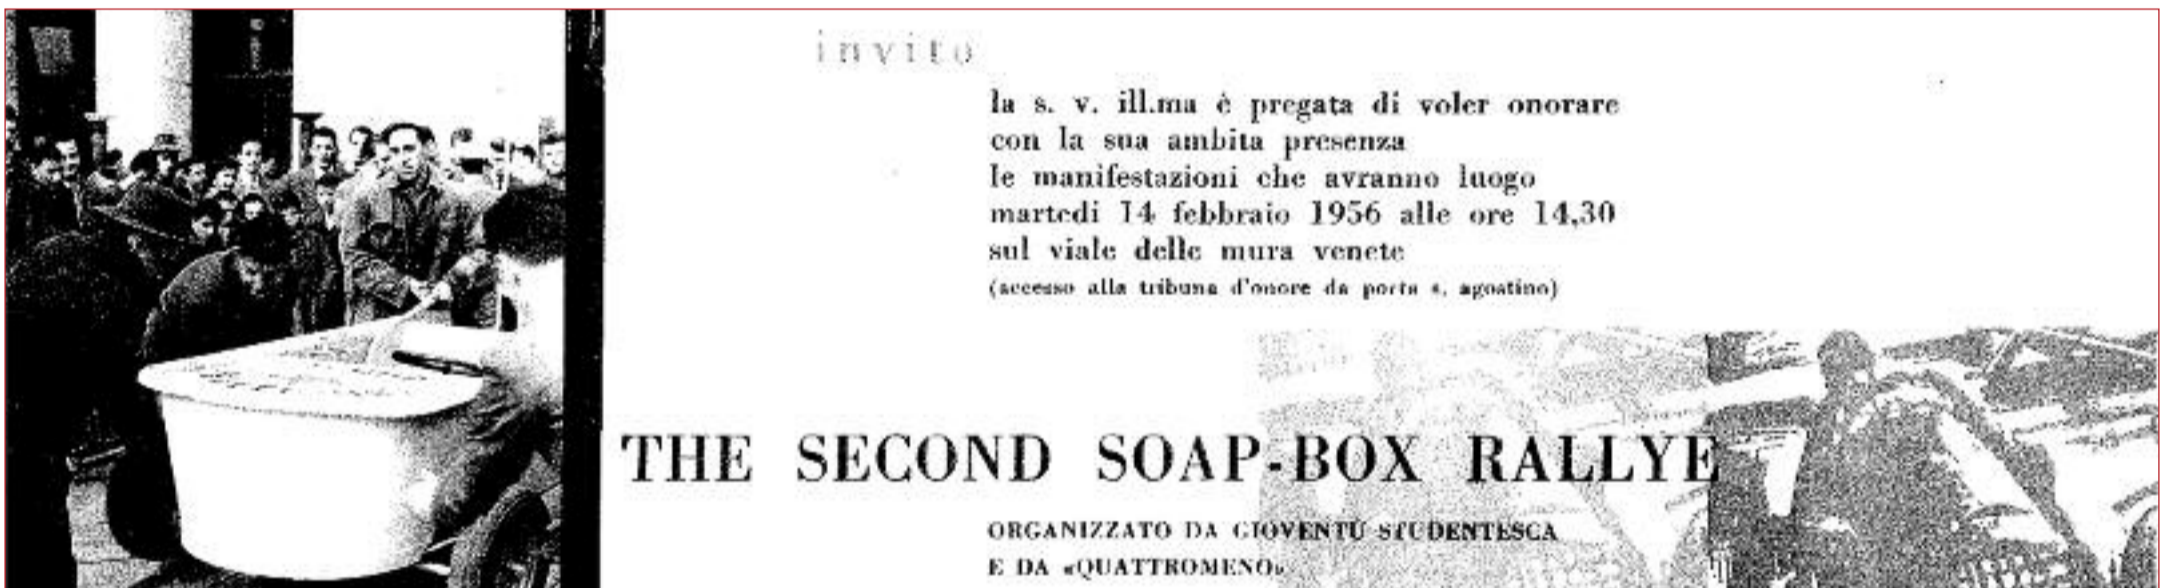 invito
la s. v. ill.ma è pregata di voler onorare
con la sua ambita presenza
le manifestazioni che avranno luogo
martedi 14 febbraio 1956 alle ore 14,30
sul viale delle mura venete
(accesso alla tribuna d'onore da porta s. agostino)
THE SECOND SOAP-BOX RALLYE
ORGANIZZATO DA GIOVENTÙ STUDENTESCA
E DA «QUATTROMENO»